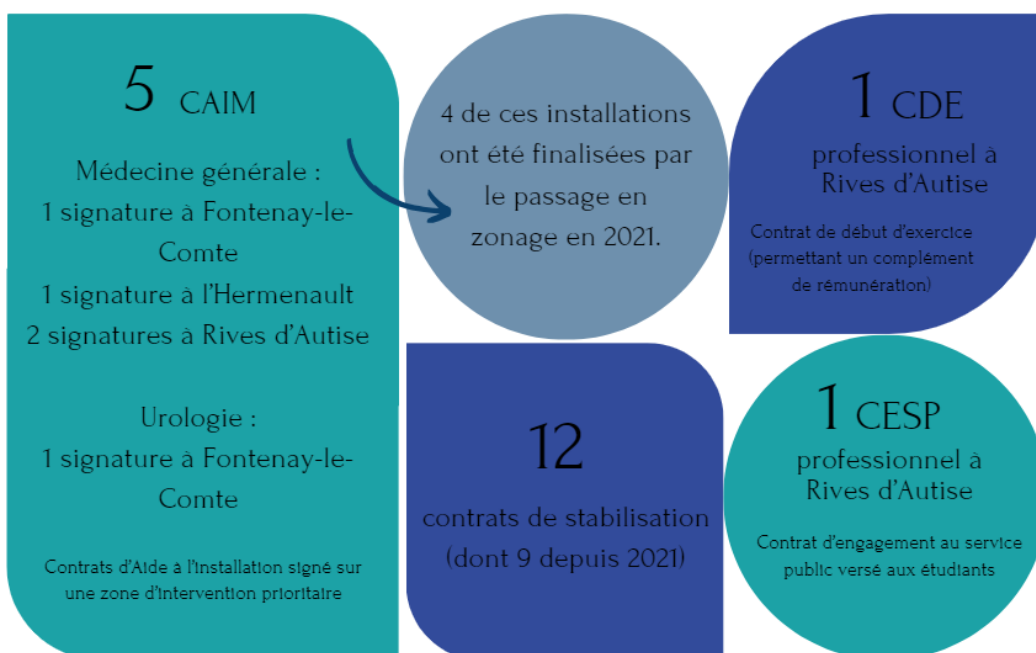 5 CAIM
Médecine générale :
1 signature à Fontenay-le-
Comte
1 signature à l'Hermenault
2 signatures à Rives d'Autise
Urologie :
1 signature à Fontenay-le-
Comte
Contrats d'Aide à l'installation signé sur
une zone d'intervention prioritaire
4 de ces installations
ont été finalisées par
le passage en
zonage en 2021.
1 CDE
professionnel à
Rives d'Autise
Contrat de début d'exercice
(permettant un complément
de rémunération)
12
contrats de stabilisation
(dont 9 depuis 2021)
1 CESP
professionnel à
Rives d'Autise
Contrat d'engagement au service
public versé aux étudiants